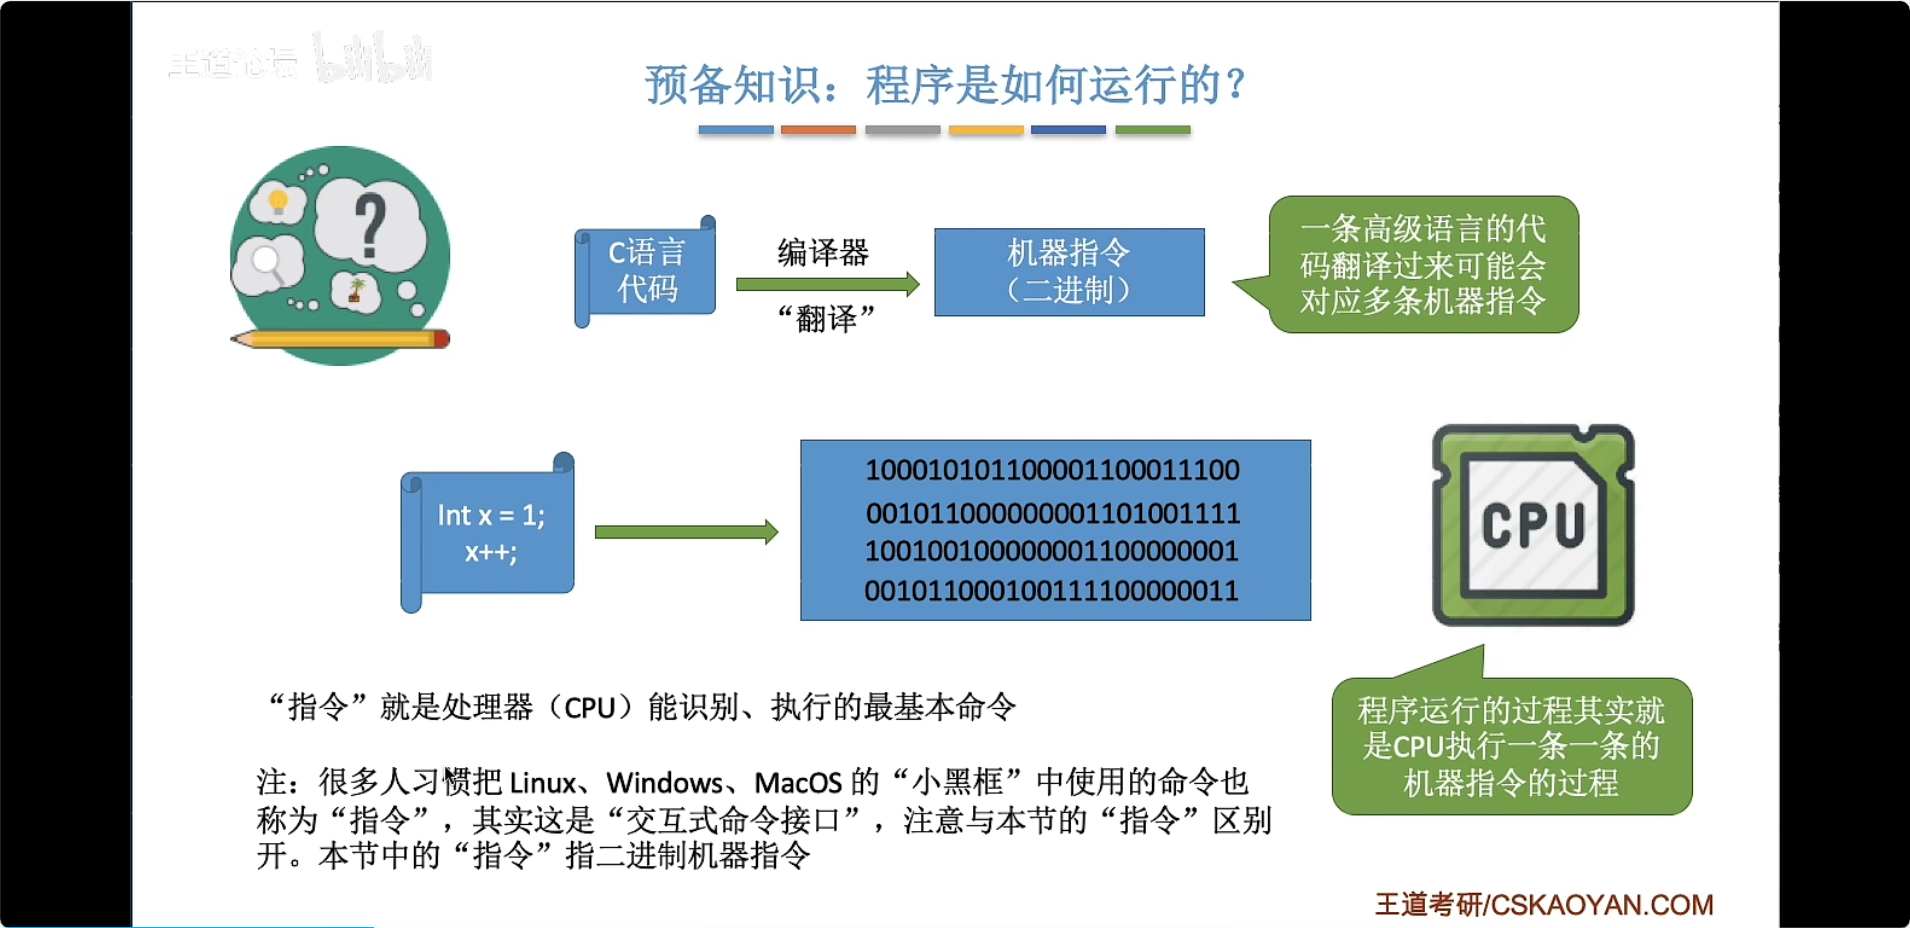 王道论坛 bilibili
预备知识：程序是如何运行的？
C语言
代码
编译器
“翻译”
机器指令
（二进制）
一条高级语言的代
码翻译过来可能会
对应多条机器指令
?
Int x = 1;
x++;
100010101100001100011100
001011000000001101001111
100100100000001100000001
001011000100111100000011
CPU
“指令”就是处理器（CPU）能识别、执行的最基本命令
程序运行的过程其实就
是CPU执行一条一条的
机器指令的过程
注：很多人习惯把 Linux、Windows、MacOS 的“小黑框”中使用的命令也
称为“指令”，其实这是“交互式命令接口”，注意与本节的“指令”区别
开。本节中的“指令”指二进制机器指令
王道考研/CSKAOYAN.COM